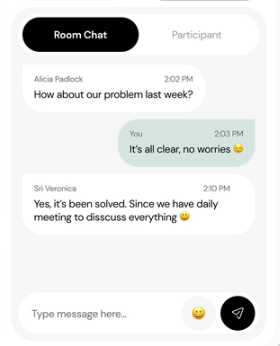 Room Chat Participant
Alicia Padlock 2:02 PM
How about our problem last week?
You 2:03 PM
It's all clear, no worries 😊
Sri Veronica 2:10 PM
Yes, it's been solved. Since we have daily
meeting to disscuss everything 😀
Type message here... 🙂